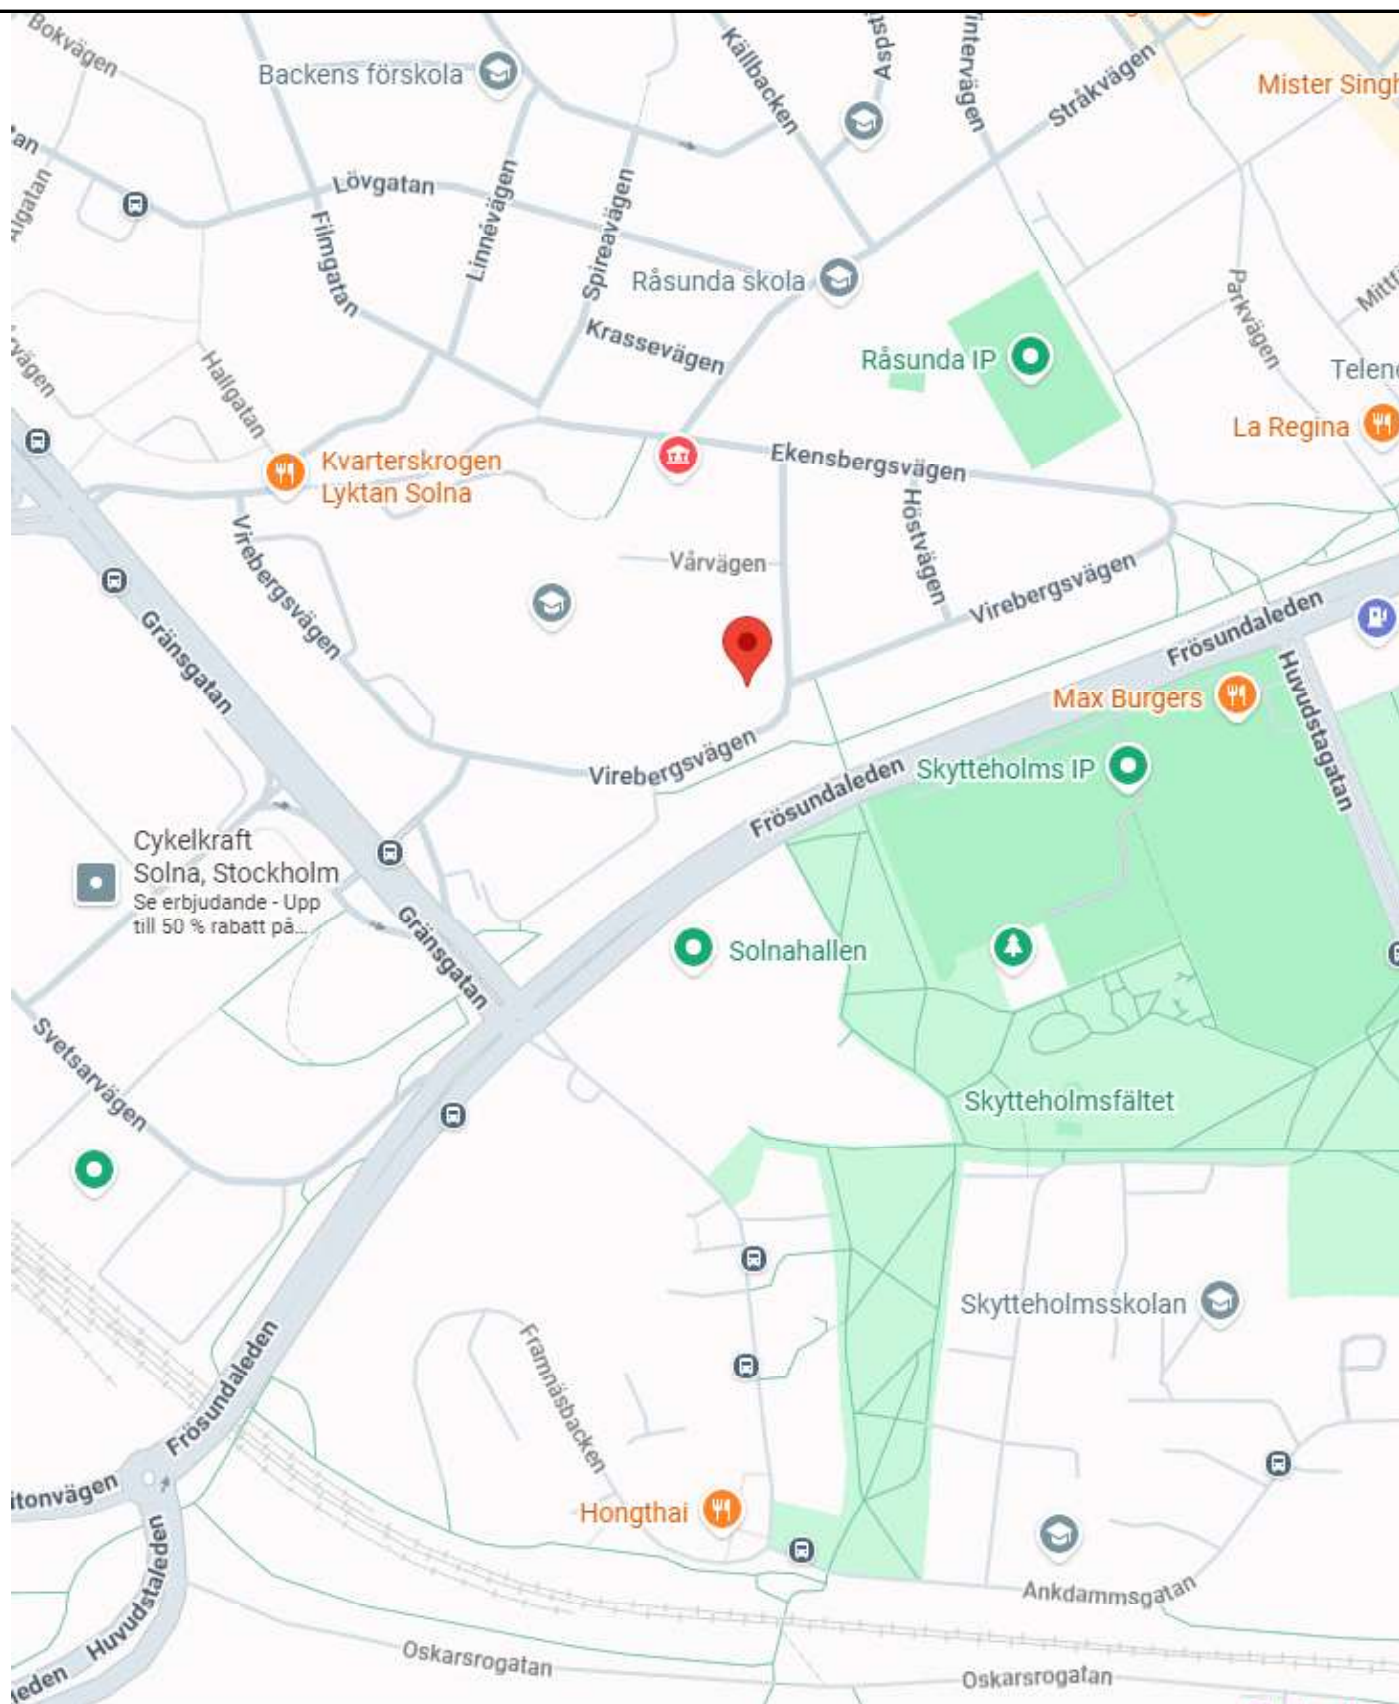 Bokvägen
Backens förskola
Källbacken
Stråkvägen
Mister Singh
Lövgatan
Filmgatan
Linnévägen
Spireavägen
Råsunda skola
Krassevägen
Råsunda IP
Parkvägen
La Regina
Hallgatan
Kvarterskrogen
Lyktan Solna
Ekensbergsvägen
Höstvägen
Vårvägen
Virebergsvägen
Virebergsvägen
Gränsgatan
Frösundaleden
Huvudstagatan
Max Burgers
Virebergsvägen
Skytteholms IP
Frösundaleden
Cykelkraft
Solna, Stockholm
Se erbjudande - Upp
till 50 % rabatt på...
Gränsgatan
Solnahallen
Svetsarvägen
Skytteholmsfältet
Skytteholmsskolan
Framnäsbacken
Frösundaleden
itonvägen
Hongthai
Huvudstaleden
eden
Ankdammsgatan
Oskarsrogatan
Oskarsrogatan